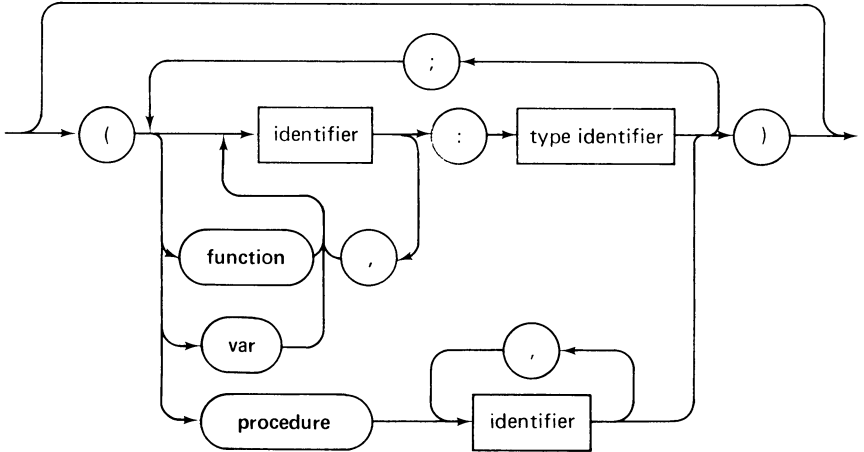 ;
( identifier : type identifier )
function ,
var
,
procedure identifier